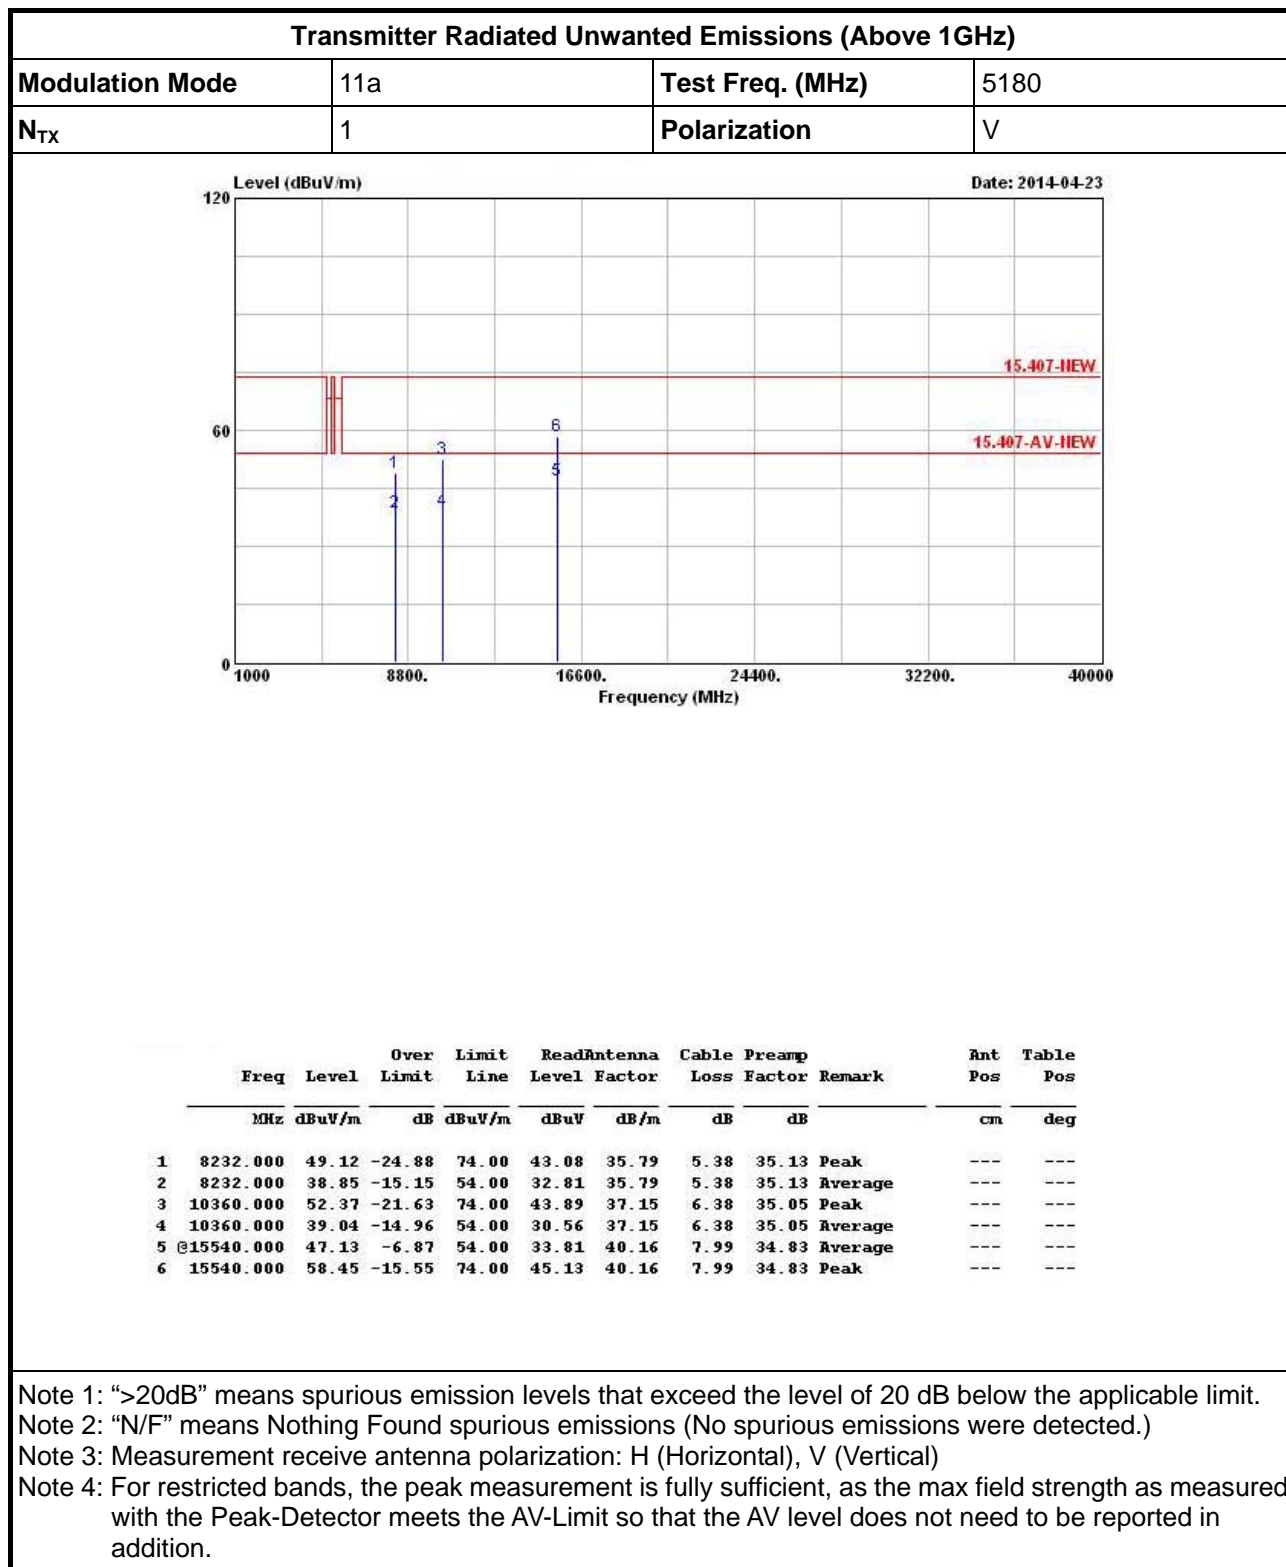 Transmitter Radiated Unwanted Emissions (Above 1GHz)
Modulation Mode 11a Test Freq. (MHz) 5180
NTX 1 Polarization V
Level (dBuV/m) Date: 2014-04-23
120
15.407-NEW
6
60
3
15.407-AV-NEW
1
5
2 4
0
1000 8800. 16600. 24400. 32200. 40000
Frequency (MHz)
Over Limit ReadAntenna Cable Preamp Ant Table
Freq Level Limit Line Level Factor Loss Factor Remark Pos Pos
MHz dBuV/m dB dBuV/m dBuV dB/m dB dB cm deg
1 8232.000 49.12 -24.88 74.00 43.08 35.79 5.38 35.13 Peak --- ---
2 8232.000 38.85 -15.15 54.00 32.81 35.79 5.38 35.13 Average --- ---
3 10360.000 52.37 -21.63 74.00 43.89 37.15 6.38 35.05 Peak --- ---
4 10360.000 39.04 -14.96 54.00 30.56 37.15 6.38 35.05 Average --- ---
5 @15540.000 47.13 -6.87 54.00 33.81 40.16 7.99 34.83 Average --- ---
6 15540.000 58.45 -15.55 74.00 45.13 40.16 7.99 34.83 Peak --- ---
Note 1: “>20dB” means spurious emission levels that exceed the level of 20 dB below the applicable limit.
Note 2: “N/F” means Nothing Found spurious emissions (No spurious emissions were detected.)
Note 3: Measurement receive antenna polarization: H (Horizontal), V (Vertical)
Note 4: For restricted bands, the peak measurement is fully sufficient, as the max field strength as measured
with the Peak-Detector meets the AV-Limit so that the AV level does not need to be reported in
addition.